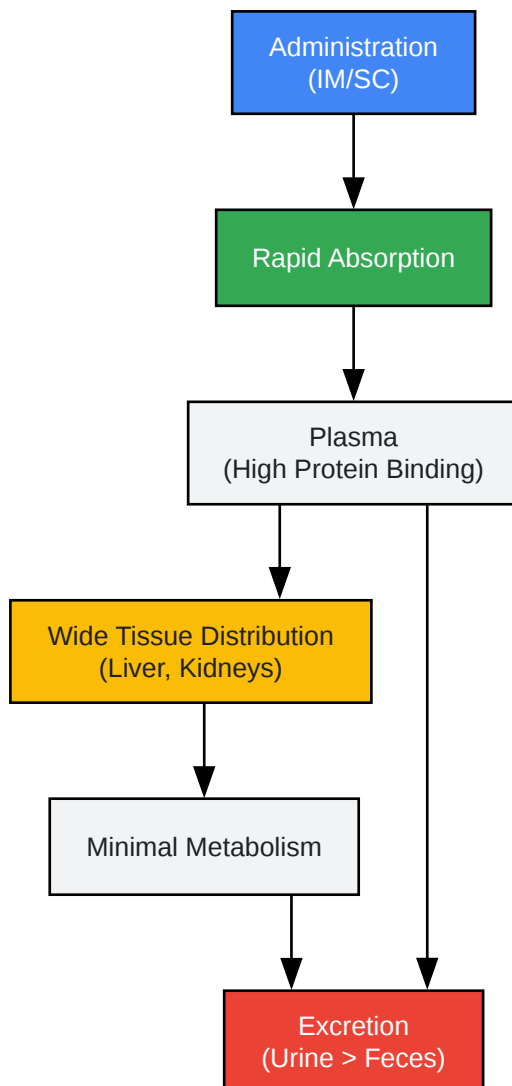 Administration
(IM/SC)
Rapid Absorption
Plasma
(High Protein Binding)
Wide Tissue Distribution
(Liver, Kidneys)
Minimal Metabolism
Excretion
(Urine > Feces)